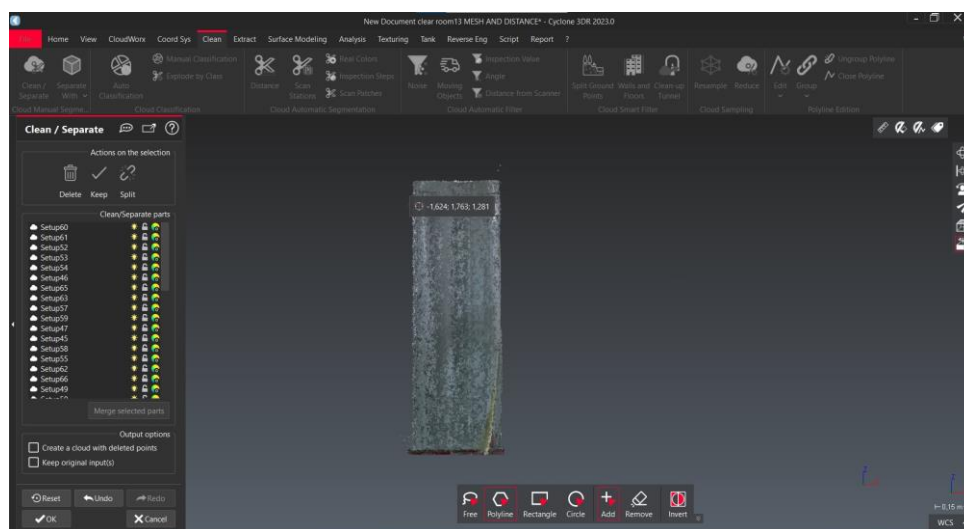 New Document clear room13 MESH AND DISTANCE* - Cyclone 3DR 2023.0
File Home View CloudWorx Coord Sys Clean Extract Surface Modeling Analysis Texturing Tank Reverse Eng Script Report ?
Clean / Separate
Separate With
Auto Classification
Manual Classification
Explode by Class
Distance
Scan Stations
Real Colors
Inspection Steps
Scan Patches
Noise
Moving Objects
Inspection Value
Angle
Distance from Scanner
Split Ground Points
Walls and Floors
Clean-up Tunnel
Resample
Reduce
Edit
Group
Ungroup Polyline
Close Polyline
Cloud Manual Segme... Cloud Classification Cloud Automatic Segmentation Cloud Automatic Filter Cloud Smart Filter Cloud Sampling Polyline Edition
Clean / Separate
Actions on the selection
Delete Keep Split
Clean/Separate parts
Setup60
Setup61
Setup52
Setup53
Setup54
Setup46
Setup65
Setup63
Setup57
Setup59
Setup47
Setup45
Setup58
Setup55
Setup62
Setup66
Setup49
Merge selected parts
Output options
Create a cloud with deleted points
Keep original input(s)
Reset Undo Redo
OK Cancel
-1,624; 1,763; 1,281
Free Polyline Rectangle Circle Add Remove Invert
0,15 m
WCS